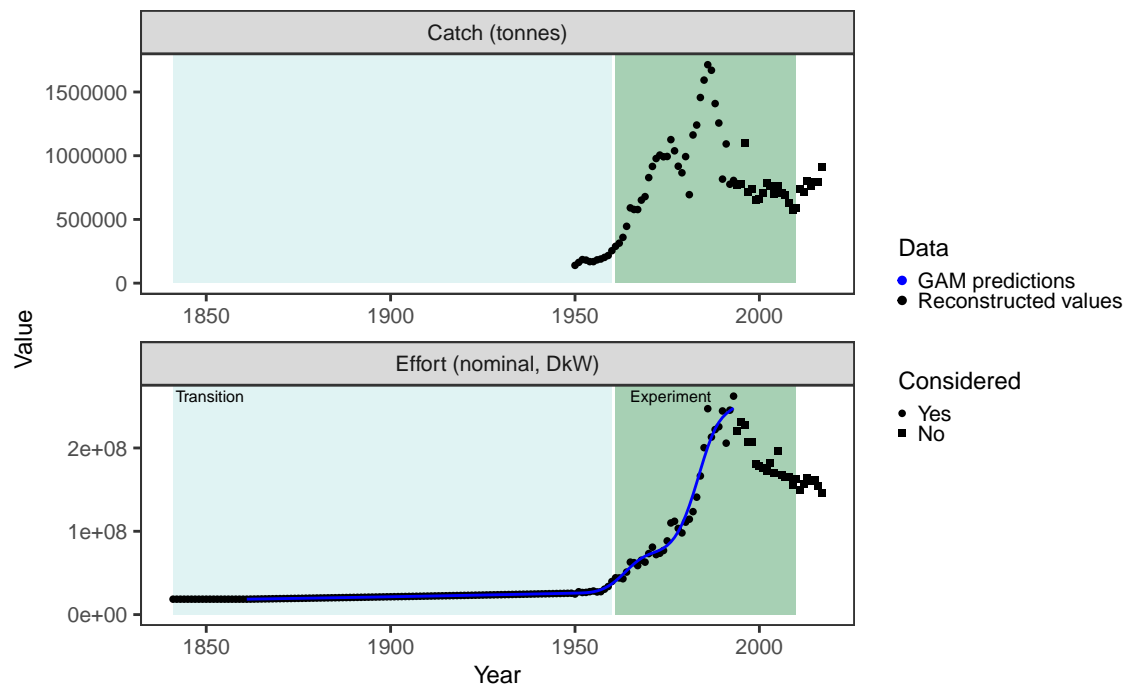 Catch (tonnes)
1500000
1000000
500000
0
1850
1900
1950
2000
Value
Effort (nominal, DkW)
Transition
Experiment
2e+08
1e+08
0e+00
1850
1900
1950
2000
Year
Data
GAM predictions
Reconstructed values
Considered
Yes
No